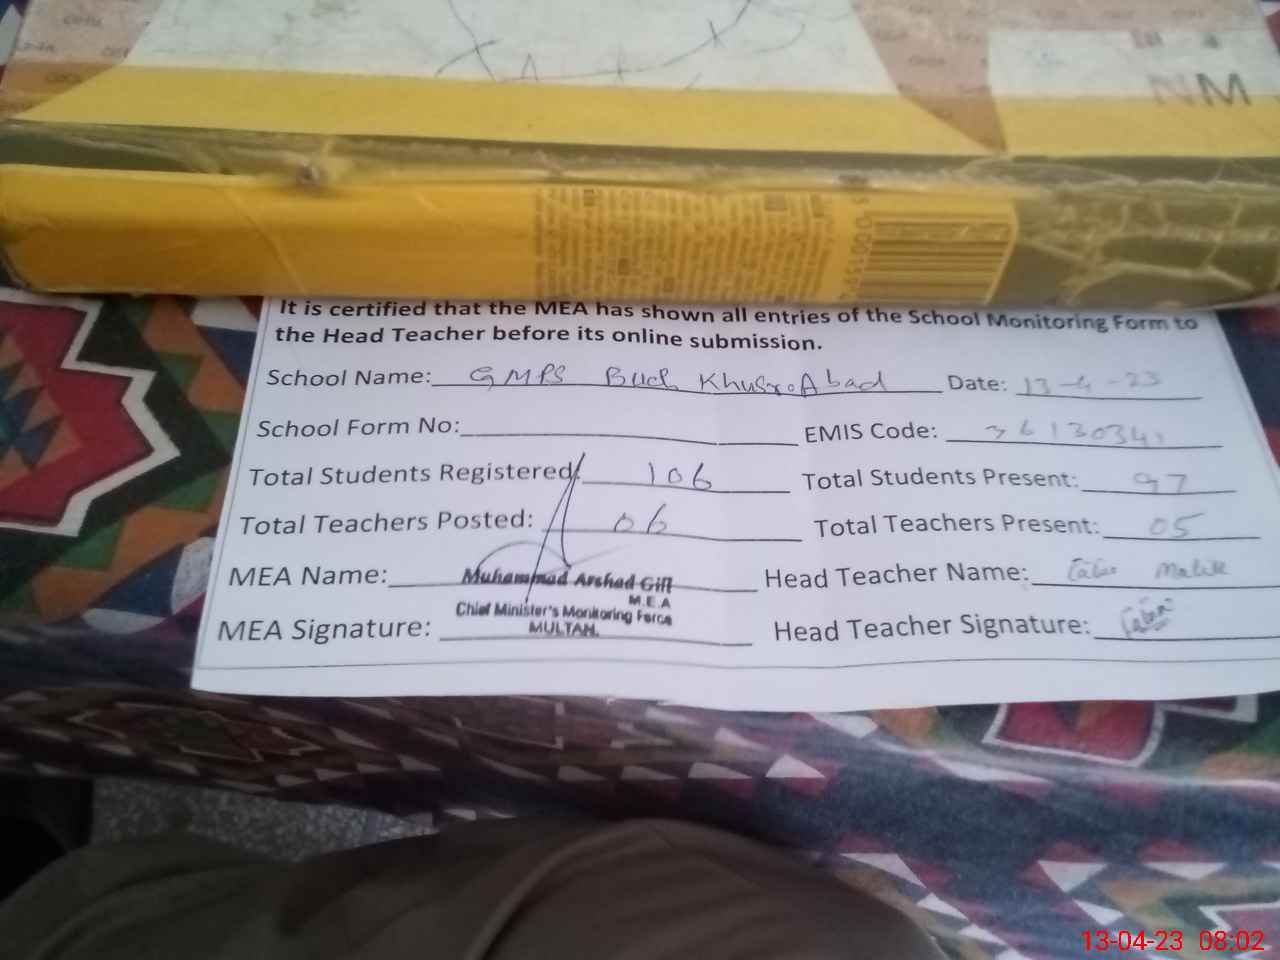 NM
It is certified that the MEA has shown all entries of the School Monitoring Form to
the Head Teacher before its online submission.
School Name: GMPS Buch Khusro Abad Date: 13-4-23
School Form No: EMIS Code: 36130341
Total Students Registered: 106 Total Students Present: 97
Total Teachers Posted: 06 Total Teachers Present: 05
MEA Name: Muhammad Arshad Gill Head Teacher Name: Malik
M.E.A
Chief Minister's Monitoring Force
MULTAN.
MEA Signature: Head Teacher Signature:
13-04-23 08:02